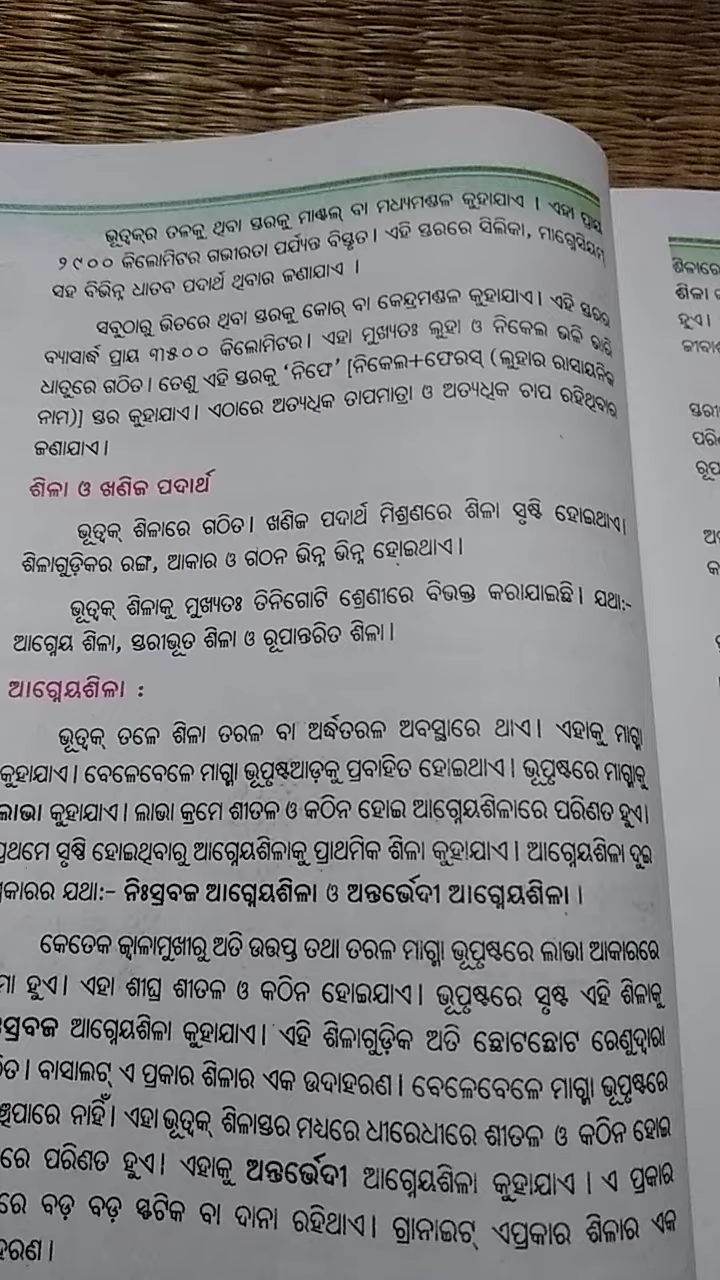 ଭୂତ୍ୱକ୍‌ର ତଳକୁ ଥିବା ସ୍ତରକୁ ମାଣ୍ଟଲ୍ ବା ମଧ୍ୟମଣ୍ଡଳ କୁହାଯାଏ । ଏହା ପ୍ରାୟ
୨୯୦୦ କିଲୋମିଟର ଗଭୀରତା ପର୍ଯ୍ୟନ୍ତ ବିସ୍ତୃତ । ଏହି ସ୍ତରରେ ସିଲିକା, ମାଗ୍ନେସିୟମ୍
ସହ ବିଭିନ୍ନ ଧାତବ ପଦାର୍ଥ ଥିବାର ଜଣାଯାଏ ।
ସବୁଠାରୁ ଭିତରେ ଥିବା ସ୍ତରକୁ କୋର୍ ବା କେନ୍ଦ୍ରମଣ୍ଡଳ କୁହାଯାଏ । ଏହି ସ୍ତରର
ବ୍ୟାସାର୍ଦ୍ଧ ପ୍ରାୟ ୩୫୦୦ କିଲୋମିଟର । ଏହା ମୁଖ୍ୟତଃ ଲୁହା ଓ ନିକେଲ ଭଳି ଭାରି
ଧାତୁରେ ଗଠିତ । ତେଣୁ ଏହି ସ୍ତରକୁ ‘ନିଫେ’ [ନିକେଲ+ଫେରସ୍ (ଲୁହାର ରାସାୟନିକ
ନାମ)] ସ୍ତର କୁହାଯାଏ । ଏଠାରେ ଅତ୍ୟଧିକ ତାପମାତ୍ରା ଓ ଅତ୍ୟଧିକ ଚାପ ରହିଥିବାର
ଜଣାଯାଏ ।
ଶିଳା ଓ ଖଣିଜ ପଦାର୍ଥ
ଭୂତ୍ୱକ୍ ଶିଳାରେ ଗଠିତ । ଖଣିଜ ପଦାର୍ଥ ମିଶ୍ରଣରେ ଶିଳା ସୃଷ୍ଟି ହୋଇଥାଏ ।
ଶିଳାଗୁଡ଼ିକର ରଙ୍ଗ, ଆକାର ଓ ଗଠନ ଭିନ୍ନ ଭିନ୍ନ ହୋଇଥାଏ ।
ଭୂତ୍ୱକ୍ ଶିଳାକୁ ମୁଖ୍ୟତଃ ତିନିଗୋଟି ଶ୍ରେଣୀରେ ବିଭକ୍ତ କରାଯାଇଛି । ଯଥା:-
ଆଗ୍ନେୟ ଶିଳା, ସ୍ତରୀଭୂତ ଶିଳା ଓ ରୂପାନ୍ତରିତ ଶିଳା ।
ଆଗ୍ନେୟଶିଳା :
ଭୂତ୍ୱକ୍ ତଳେ ଶିଳା ତରଳ ବା ଅର୍ଦ୍ଧତରଳ ଅବସ୍ଥାରେ ଥାଏ । ଏହାକୁ ମାଗ୍ମା
କୁହାଯାଏ । ବେଳେବେଳେ ମାଗ୍ମା ଭୂପୃଷ୍ଠଆଡ଼କୁ ପ୍ରବାହିତ ହୋଇଥାଏ । ଭୂପୃଷ୍ଠରେ ମାଗ୍ମାକୁ
ଲାଭା କୁହାଯାଏ । ଲାଭା କ୍ରମେ ଶୀତଳ ଓ କଠିନ ହୋଇ ଆଗ୍ନେୟଶିଳାରେ ପରିଣତ ହୁଏ ।
ପ୍ରଥମେ ସୃଷ୍ଟି ହୋଇଥିବାରୁ ଆଗ୍ନେୟଶିଳାକୁ ପ୍ରାଥମିକ ଶିଳା କୁହାଯାଏ । ଆଗ୍ନେୟଶିଳା ଦୁଇ
ପ୍ରକାରର ଯଥା:- ନିଃସ୍ରବଜ ଆଗ୍ନେୟଶିଳା ଓ ଅନ୍ତର୍ଭେଦୀ ଆଗ୍ନେୟଶିଳା ।
କେତେକ ଜ୍ୱାଳାମୁଖୀରୁ ଅତି ଉତ୍ତପ୍ତ ତଥା ତରଳ ମାଗ୍ମା ଭୂପୃଷ୍ଠରେ ଲାଭା ଆକାରରେ
ମା ହୁଏ । ଏହା ଶୀଘ୍ର ଶୀତଳ ଓ କଠିନ ହୋଇଯାଏ । ଭୂପୃଷ୍ଠରେ ସୃଷ୍ଟ ଏହି ଶିଳାକୁ
ସ୍ରବଜ ଆଗ୍ନେୟଶିଳା କୁହାଯାଏ । ଏହି ଶିଳାଗୁଡ଼ିକ ଅତି ଛୋଟଛୋଟ ରେଣୁଦ୍ୱାରା
ତ । ବାସାଲଟ୍ ଏ ପ୍ରକାର ଶିଳାର ଏକ ଉଦାହରଣ । ବେଳେବେଳେ ମାଗ୍ମା ଭୂପୃଷ୍ଠରେ
ଞ୍ଚପାରେ ନାହିଁ । ଏହା ଭୂତ୍ୱକ୍ ଶିଳାସ୍ତର ମଧ୍ୟରେ ଧୀରେଧୀରେ ଶୀତଳ ଓ କଠିନ ହୋଇ
ରେ ପରିଣତ ହୁଏ । ଏହାକୁ ଅନ୍ତର୍ଭେଦୀ ଆଗ୍ନେୟଶିଳା କୁହାଯାଏ । ଏ ପ୍ରକାର
ରେ ବଡ଼ ବଡ଼ ସ୍ଫଟିକ ବା ଦାନା ରହିଥାଏ । ଗ୍ରାନାଇଟ୍ ଏପ୍ରକାର ଶିଳାର ଏକ
ହରଣ ।
ଶିଳାରେ
ଶିଳା
ହୁଏ ।
ଜୀବା
ସ୍ତରୀ
ପରି
ରୂପ